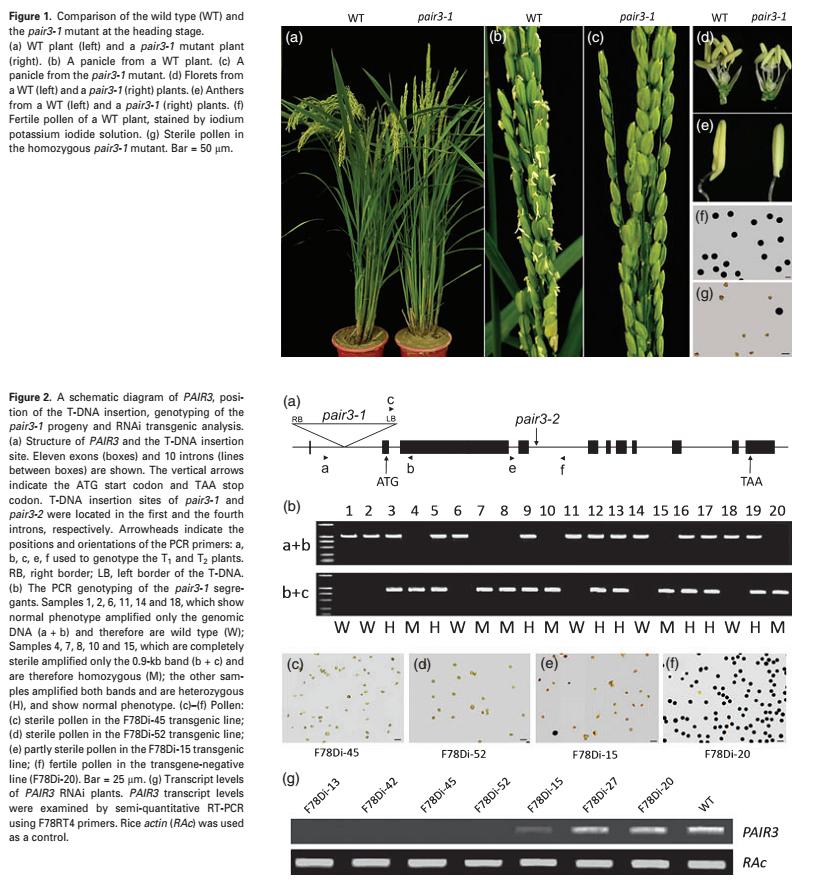 Figure 1. Comparison of the wild type (WT) and
the pair3-1 mutant at the heading stage.
(a) WT plant (left) and a pair3-1 mutant plant
(right). (b) A panicle from a WT plant. (c) A
panicle from the pair3-1 mutant. (d) Florets from
a WT (left) and a pair3-1 (right) plants. (e) Anthers
from a WT (left) and a pair3-1 (right) plants. (f)
Fertile pollen of a WT plant, stained by iodium
potassium iodide solution. (g) Sterile pollen in
the homozygous pair3-1 mutant. Bar = 50 μm.
WT pair3-1 WT pair3-1 WT pair3-1
(a) (b) (c) (d)
(e)
(f)
(g)
Figure 2. A schematic diagram of PAIR3, posi-
tion of the T-DNA insertion, genotyping of the
pair3-1 progeny and RNAi transgenic analysis.
(a) Structure of PAIR3 and the T-DNA insertion
site. Eleven exons (boxes) and 10 introns (lines
between boxes) are shown. The vertical arrows
indicate the ATG start codon and TAA stop
codon. T-DNA insertion sites of pair3-1 and
pair3-2 were located in the first and the fourth
introns, respectively. Arrowheads indicate the
positions and orientations of the PCR primers: a,
b, c, e, f used to genotype the T1 and T2 plants.
RB, right border; LB, left border of the T-DNA.
(b) The PCR genotyping of the pair3-1 segre-
gants. Samples 1, 2, 6, 11, 14 and 18, which show
normal phenotype amplified only the genomic
DNA (a + b) and therefore are wild type (W);
Samples 4, 7, 8, 10 and 15, which are completely
sterile amplified only the 0.9-kb band (b + c) and
are therefore homozygous (M); the other sam-
ples amplified both bands and are heterozygous
(H), and show normal phenotype. (c)–(f) Pollen:
(c) sterile pollen in the F78Di-45 transgenic line;
(d) sterile pollen in the F78Di-52 transgenic line;
(e) partly sterile pollen in the F78Di-15 transgenic
line; (f) fertile pollen in the transgene-negative
line (F78Di-20). Bar = 25 μm. (g) Transcript levels
of PAIR3 RNAi plants. PAIR3 transcript levels
were examined by semi-quantitative RT-PCR
using F78RT4 primers. Rice actin (RAc) was used
as a control.
(a)
c
RB pair3-1 LB
pair3-2
a b e f
ATG TAA
(b) 1 2 3 4 5 6 7 8 9 10 11 12 13 14 15 16 17 18 19 20
a+b
b+c
W W H M H W M M H M W H H W M H H W H M
(c) (d) (e) (f)
F78Di-45 F78Di-52 F78Di-15 F78Di-20
(g)
F78Di-13 F78Di-42 F78Di-45 F78Di-52 F78Di-15 F78Di-27 F78Di-20 WT
PAIR3
RAc